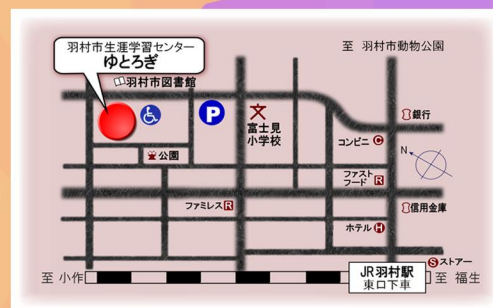 羽村市生涯学習センター
ゆとろぎ
至 羽村市動物公園
羽村市図書館
P
文
富士見
小学校
銀行
コンビニ C
N
公園
ファスト
フード R
ファミレス R
信用金庫
ホテル H
S ストアー
至 小作
JR羽村駅
東口下車
至 福生